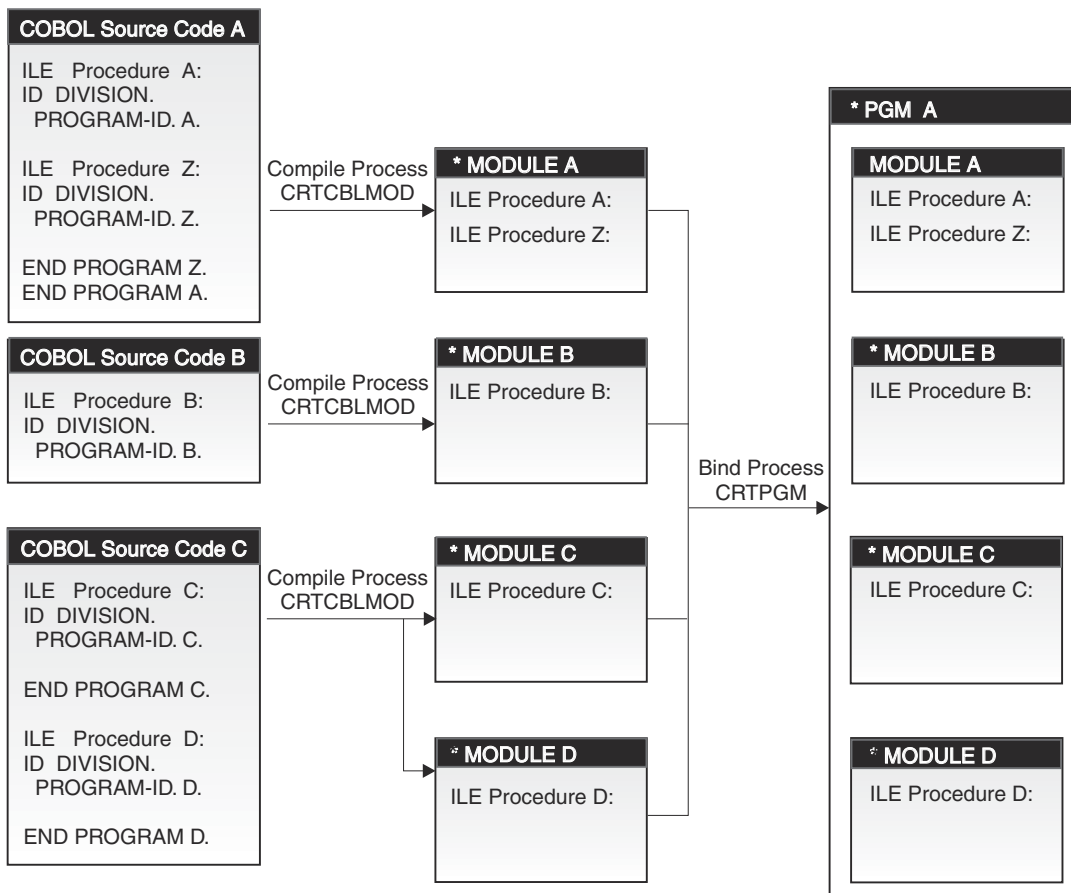 COBOL Source Code A
ILE Procedure A:
ID DIVISION.
PROGRAM-ID. A.
ILE Procedure Z:
ID DIVISION.
PROGRAM-ID. Z.
END PROGRAM Z.
END PROGRAM A.
Compile Process
CRTCBLMOD
* MODULE A
ILE Procedure A:
ILE Procedure Z:
COBOL Source Code B
ILE Procedure B:
ID DIVISION.
PROGRAM-ID. B.
Compile Process
CRTCBLMOD
* MODULE B
ILE Procedure B:
COBOL Source Code C
ILE Procedure C:
ID DIVISION.
PROGRAM-ID. C.
END PROGRAM C.
ILE Procedure D:
ID DIVISION.
PROGRAM-ID. D.
END PROGRAM D.
Compile Process
CRTCBLMOD
* MODULE C
ILE Procedure C:
* MODULE D
ILE Procedure D:
Bind Process
CRTPGM
* PGM A
MODULE A
ILE Procedure A:
ILE Procedure Z:
* MODULE B
ILE Procedure B:
* MODULE C
ILE Procedure C:
* MODULE D
ILE Procedure D: